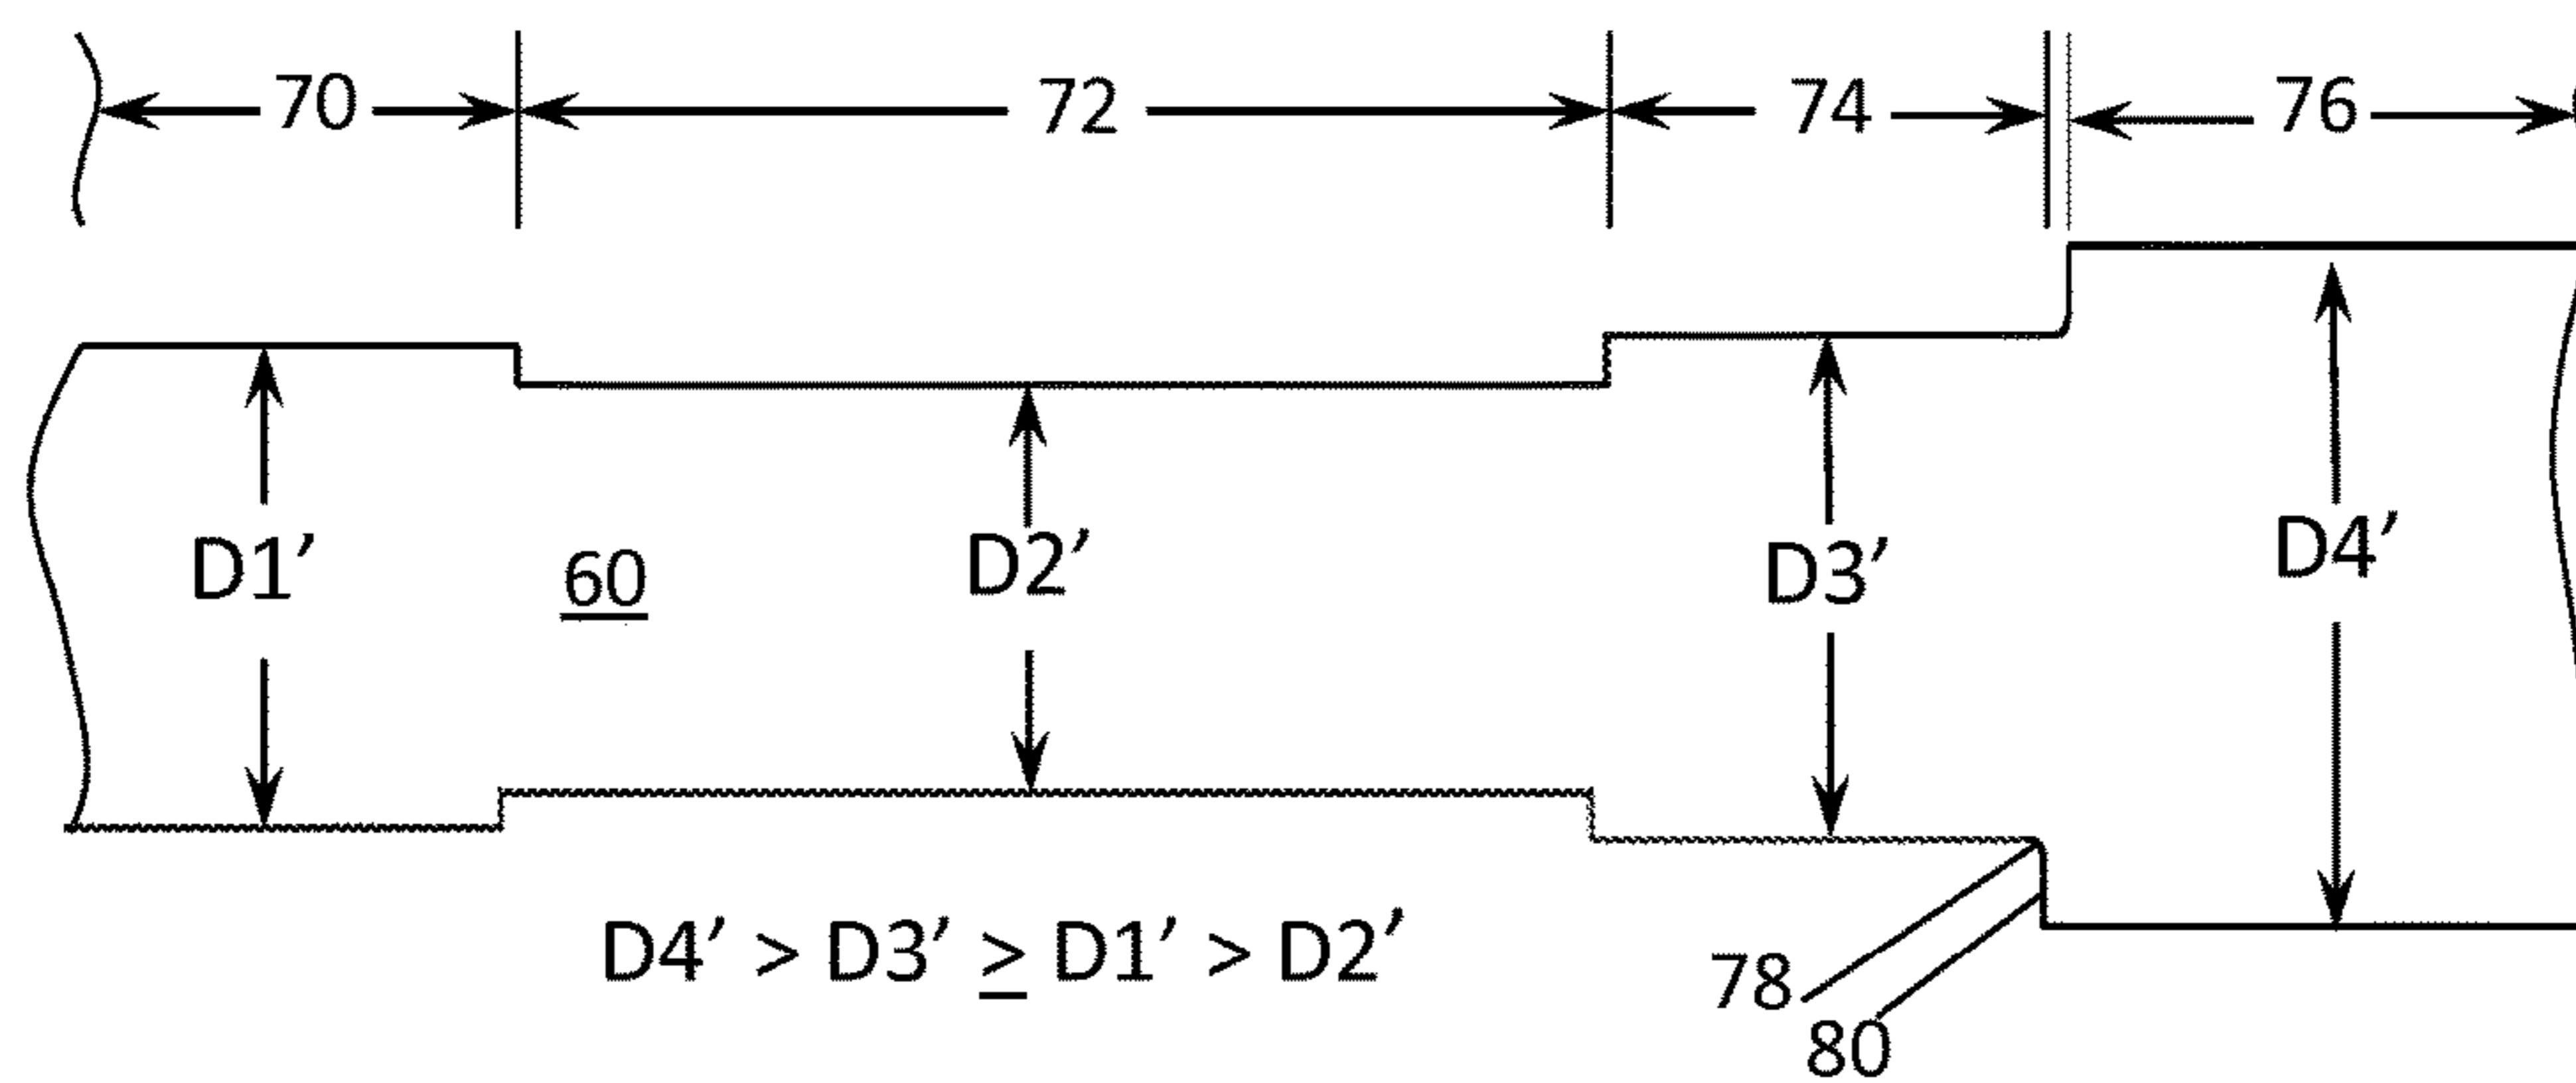 70 72 74 76
D1′ 60 D2′ D3′ D4′
D4′ > D3′ ≥ D1′ > D2′
78
80